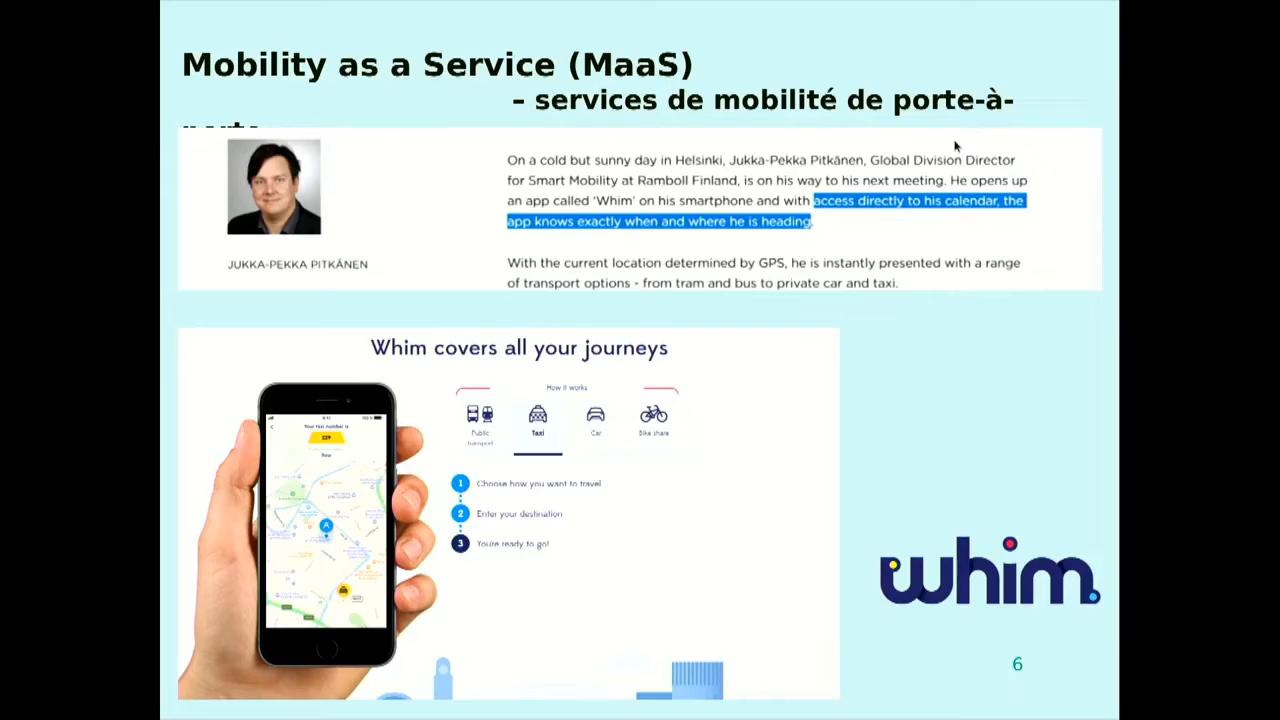 Mobility as a Service (MaaS)
– services de mobilité de porte-à-
On a cold but sunny day in Helsinki, Jukka-Pekka Pitkänen, Global Division Director
for Smart Mobility at Ramboll Finland, is on his way to his next meeting. He opens up
an app called ‘Whim’ on his smartphone and with access directly to his calendar, the
app knows exactly when and where he is heading.
JUKKA-PEKKA PITKÄNEN
With the current location determined by GPS, he is instantly presented with a range
of transport options - from tram and bus to private car and taxi.
Whim covers all your journeys
How it works
Public
transport
Taxi
Car
Bike share
Your taxi number is
229
1 Choose how you want to travel
2 Enter your destination
3 You're ready to go!
whim
6